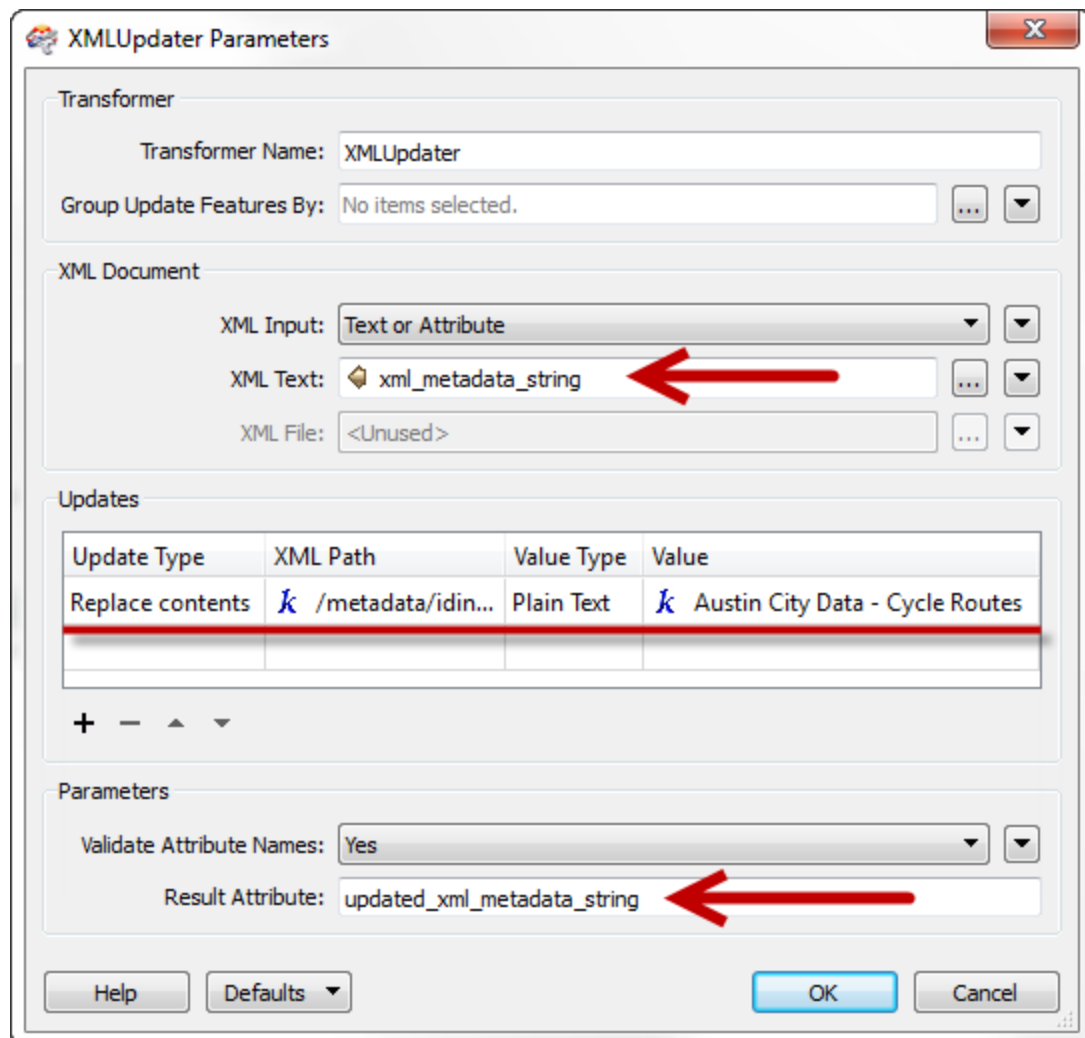 XMLUpdater Parameters
Transformer
Transformer Name: XMLUpdater
Group Update Features By: No items selected. ...
XML Document
XML Input: Text or Attribute
XML Text: xml_metadata_string ...
XML File: <Unused> ...
Updates
Update Type XML Path Value Type Value
Replace contents k /metadata/idin... Plain Text k Austin City Data - Cycle Routes
Parameters
Validate Attribute Names: Yes
Result Attribute: updated_xml_metadata_string
Help Defaults OK Cancel